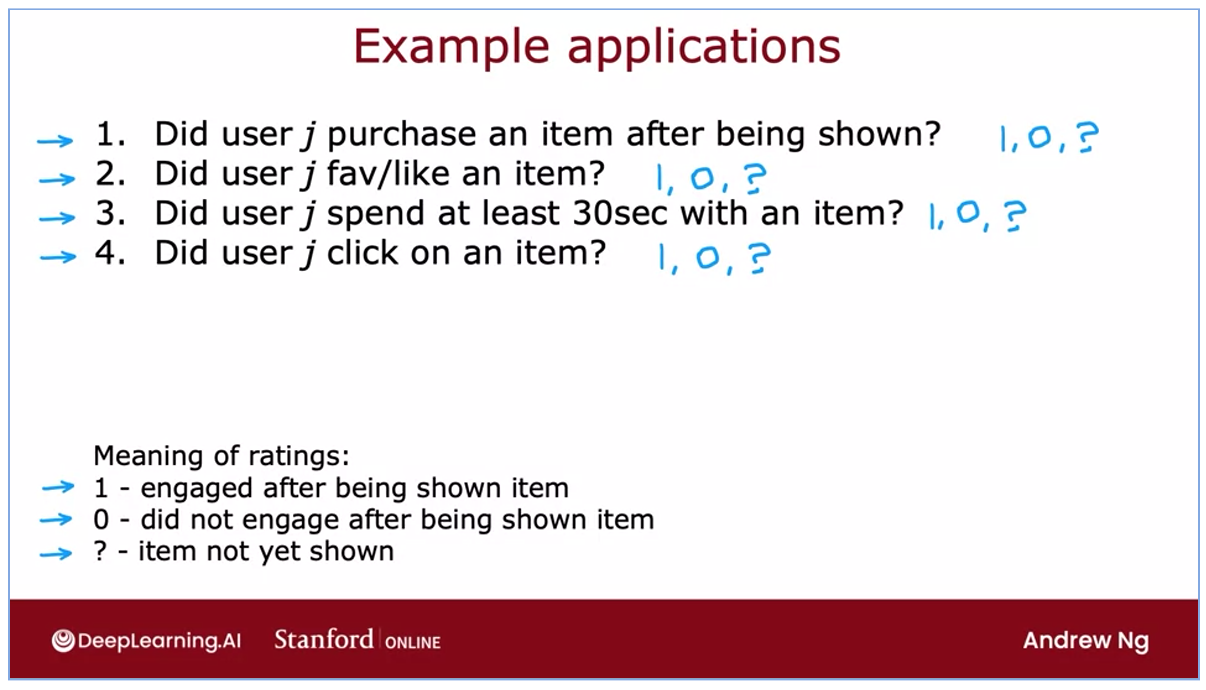 Example applications
→ 1. Did user j purchase an item after being shown? 1, 0, ?
→ 2. Did user j fav/like an item? 1, 0, ?
→ 3. Did user j spend at least 30sec with an item? 1, 0, ?
→ 4. Did user j click on an item? 1, 0, ?
Meaning of ratings:
→ 1 - engaged after being shown item
→ 0 - did not engage after being shown item
→ ? - item not yet shown
DeepLearning.AI Stanford | ONLINE Andrew Ng